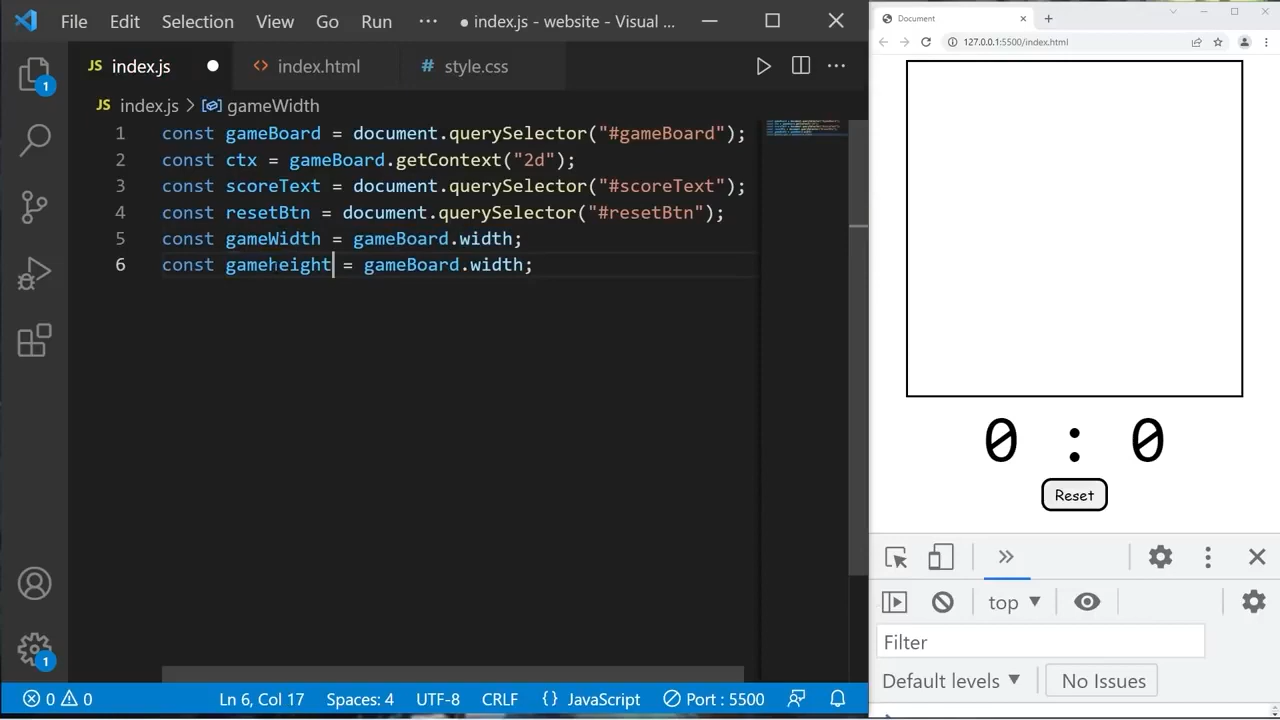 File Edit Selection View Go Run ··· ● index.js - website - Visual ...
JS index.js ● <> index.html # style.css
JS index.js > gameWidth
1 const gameBoard = document.querySelector("#gameBoard");
2 const ctx = gameBoard.getContext("2d");
3 const scoreText = document.querySelector("#scoreText");
4 const resetBtn = document.querySelector("#resetBtn");
5 const gameWidth = gameBoard.width;
6 const gameheight = gameBoard.width;
1
1
0 0 Ln 6, Col 17 Spaces: 4 UTF-8 CRLF {} JavaScript Port : 5500
Document
127.0.0.1:5500/index.html
0 : 0
Reset
top
Filter
Default levels No Issues